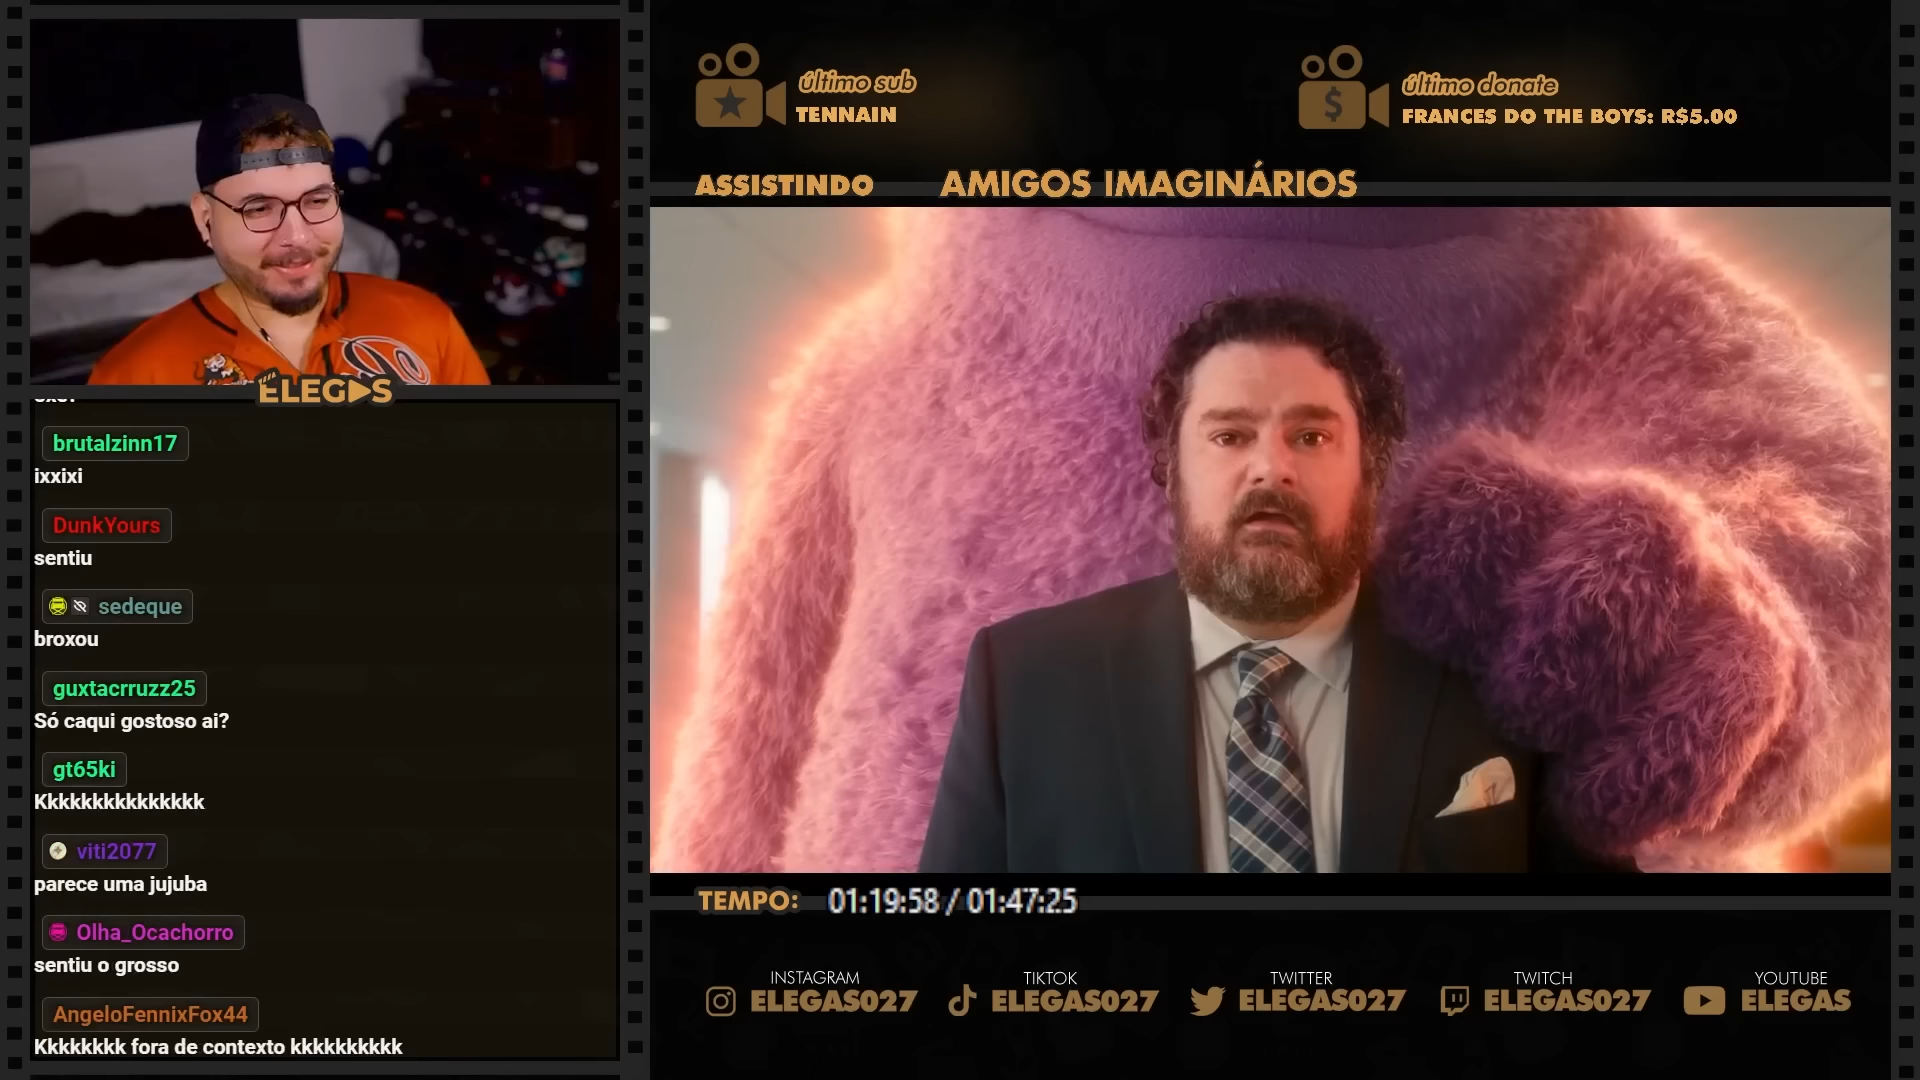 último sub
TENNAIN
último donate
FRANCES DO THE BOYS: R$5.00
ASSISTINDO
AMIGOS IMAGINÁRIOS
ELEGAS
brutalzinn17
ixxixi
DunkYours
sentiu
sedeque
broxou
guxtacrruzz25
Só caqui gostoso ai?
gt65ki
Kkkkkkkkkkkkkkk
viti2077
parece uma jujuba
Olha_Ocachorro
sentiu o grosso
AngeloFennixFox44
Kkkkkkkk fora de contexto kkkkkkkkkk
TEMPO: 01:19:58 / 01:47:25
INSTAGRAM
ELEGAS027
TIKTOK
ELEGAS027
TWITTER
ELEGAS027
TWITCH
ELEGAS027
YOUTUBE
ELEGAS